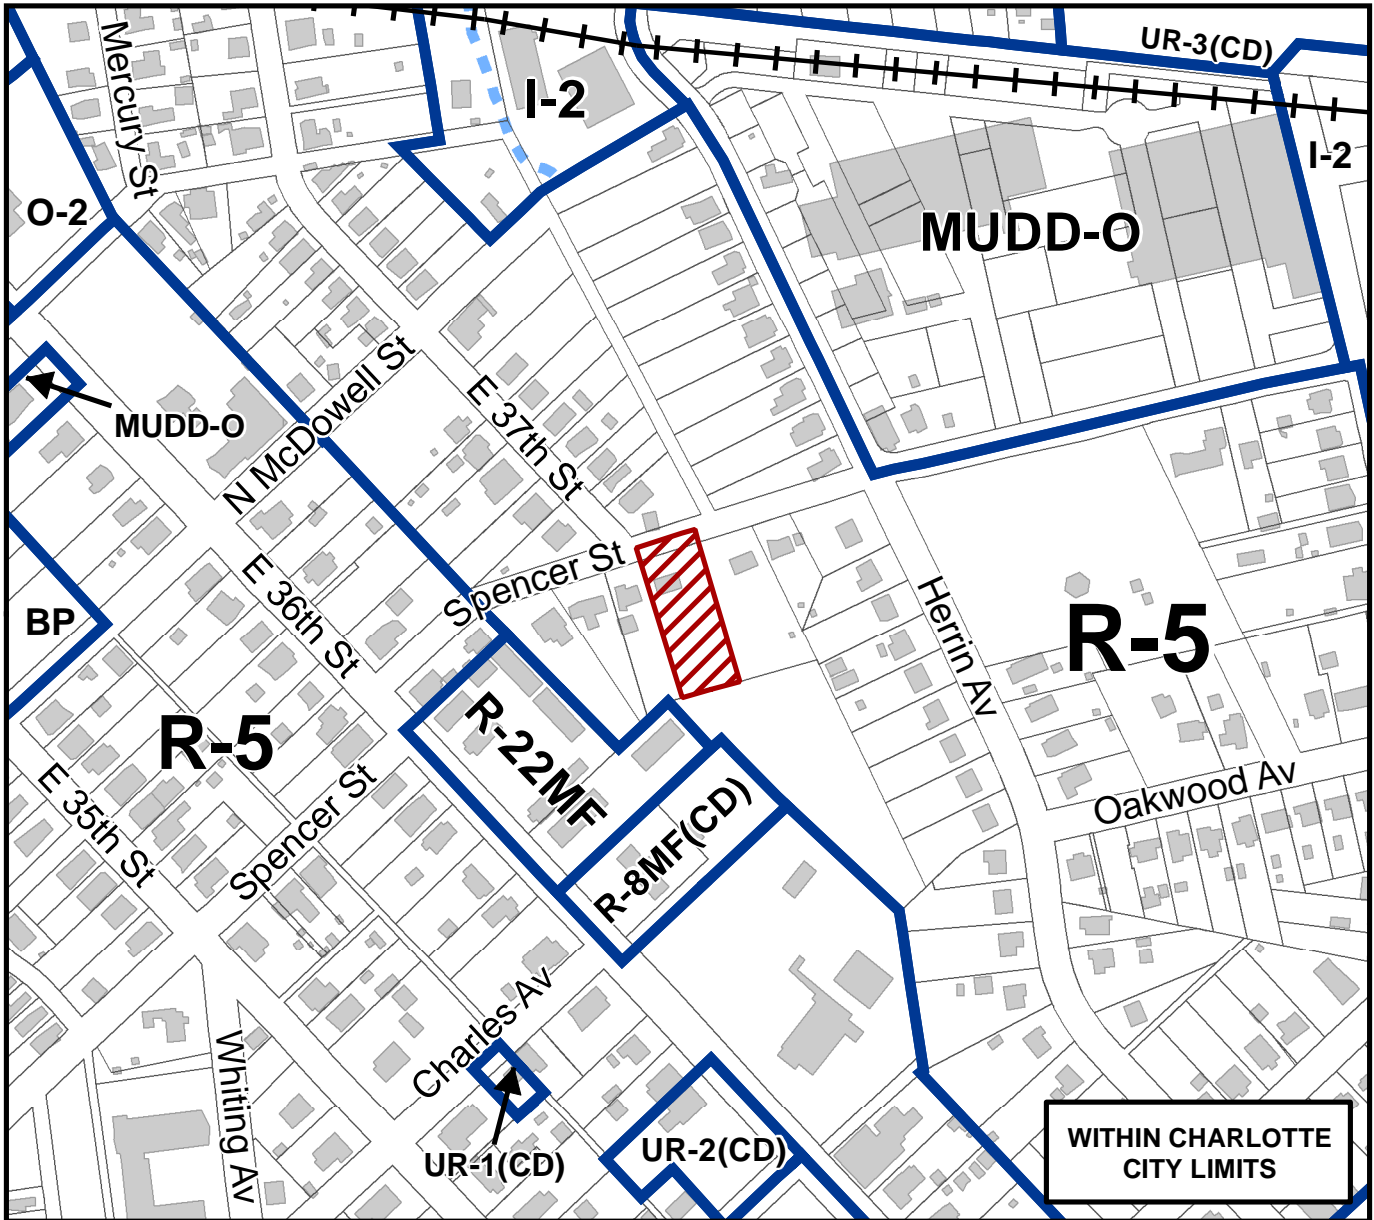 UR-3(CD)
Mercury St
I-2
I-2
O-2
MUDD-O
MUDD-O
N McDowell St
E 37th St
Spencer St
E 36th St
Herrin Av
BP
R-5
R-22MF
R-5
E 35th St
Spencer St
R-8MF(CD)
Oakwood Av
Charles Av
Whiting Av
UR-1(CD)
UR-2(CD)
WITHIN CHARLOTTE
CITY LIMITS